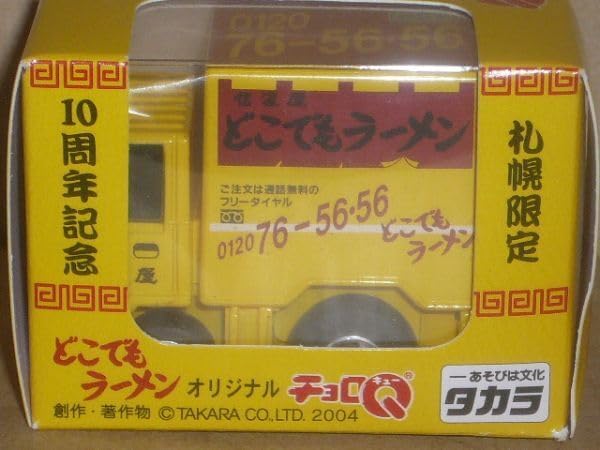 0120
76-56・56
10周年記念
どこでもラーメン
札幌限定
ご注文は通話無料の
フリーダイヤル
0120 76-56・56
どこでも
ラーメン
屋
どこでも
ラーメン オリジナル チョロQ キュー ®
創作・著作物 ©TAKARA CO.,LTD. 2004
あそびは文化
タカラ